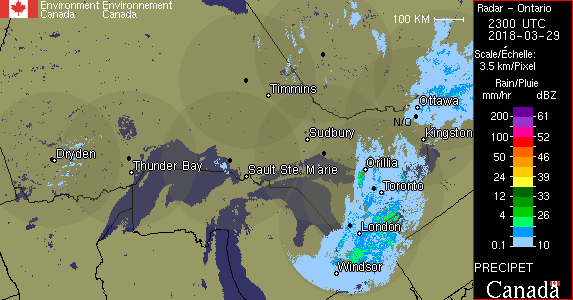 Environment Environnement
Canada Canada
100 KM
Timmins
Ottawa
N/O
Kingston
Sudbury
Dryden
Thunder Bay
Sault Ste. Marie
Orillia
Toronto
London
Windsor
Radar - Ontario
2300 UTC
2018-03-29
Scale/Échelle:
3.5 km/Pixel
Rain/Pluie
mm/hr dBZ
200 61
100 52
50 46
24 39
12 33
4 26
0.1 10
PRECIPET
Canada